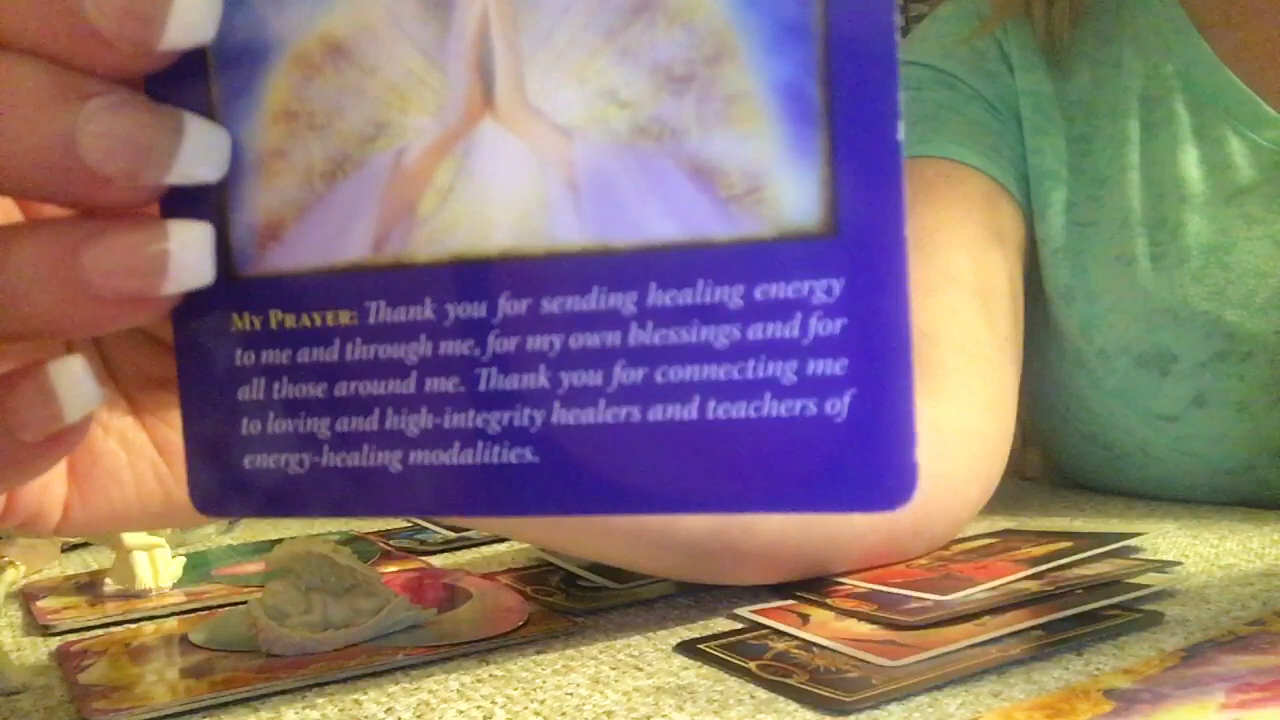 MY PRAYER: Thank you for sending healing energy
to me and through me, for my own blessings and for
all those around me. Thank you for connecting me
to loving and high-integrity healers and teachers of
energy-healing modalities.